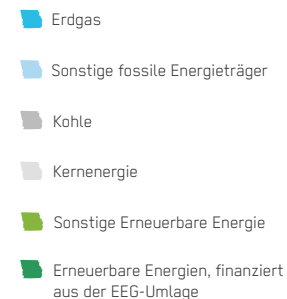 Erdgas
Sonstige fossile Energieträger
Kohle
Kernenergie
Sonstige Erneuerbare Energie
Erneuerbare Energien, finanziert
aus der EEG-Umlage